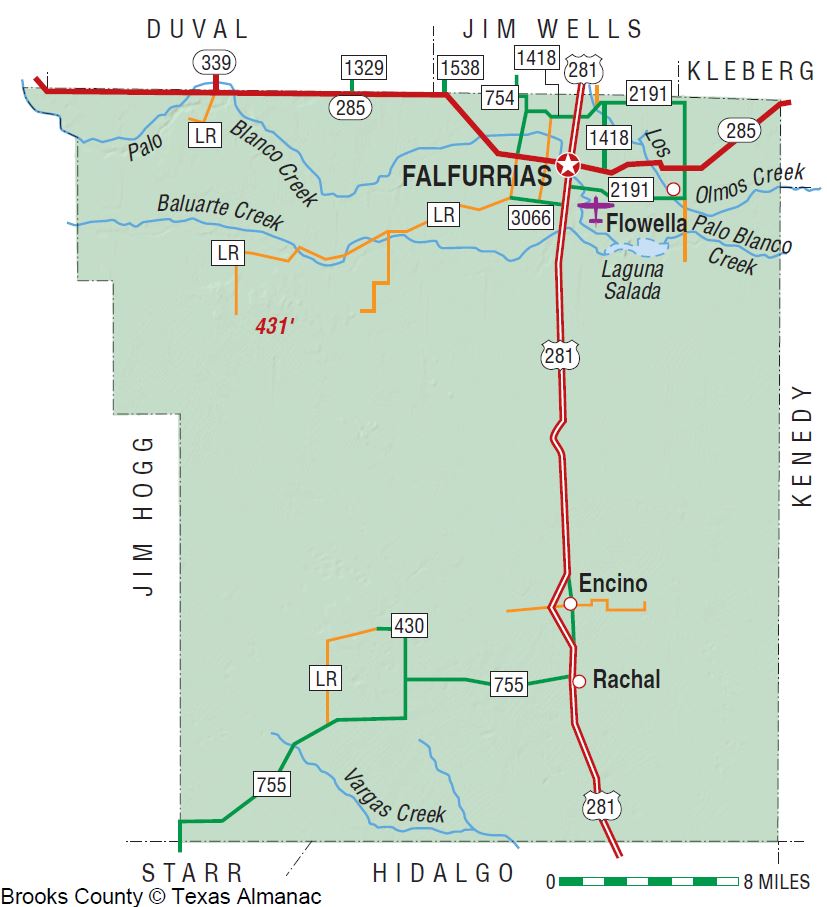 DUVAL
JIM WELLS
KLEBERG
339
1329
1538
1418
281
754
2191
285
LR
Palo
Blanco
Creek
1418
Los
285
FALFURRIAS
2191
Olmos Creek
Baluarte Creek
LR
3066
Flowella
Palo Blanco
Creek
LR
Laguna
Salada
431'
281
KENEDY
JIM HOGG
Encino
430
LR
755
Rachal
755
Vargas Creek
281
STARR
HIDALGO
0
8 MILES
Brooks County © Texas Almanac